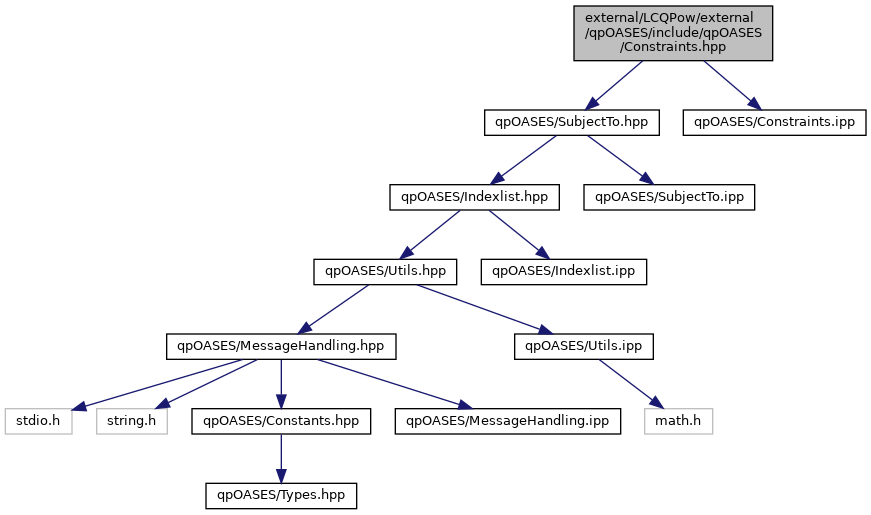 external/LCQPow/external
/qpOASES/include/qpOASES
/Constraints.hpp
qpOASES/SubjectTo.hpp
qpOASES/Constraints.ipp
qpOASES/Indexlist.hpp
qpOASES/SubjectTo.ipp
qpOASES/Utils.hpp
qpOASES/Indexlist.ipp
qpOASES/MessageHandling.hpp
qpOASES/Utils.ipp
stdio.h
string.h
qpOASES/Constants.hpp
qpOASES/MessageHandling.ipp
math.h
qpOASES/Types.hpp